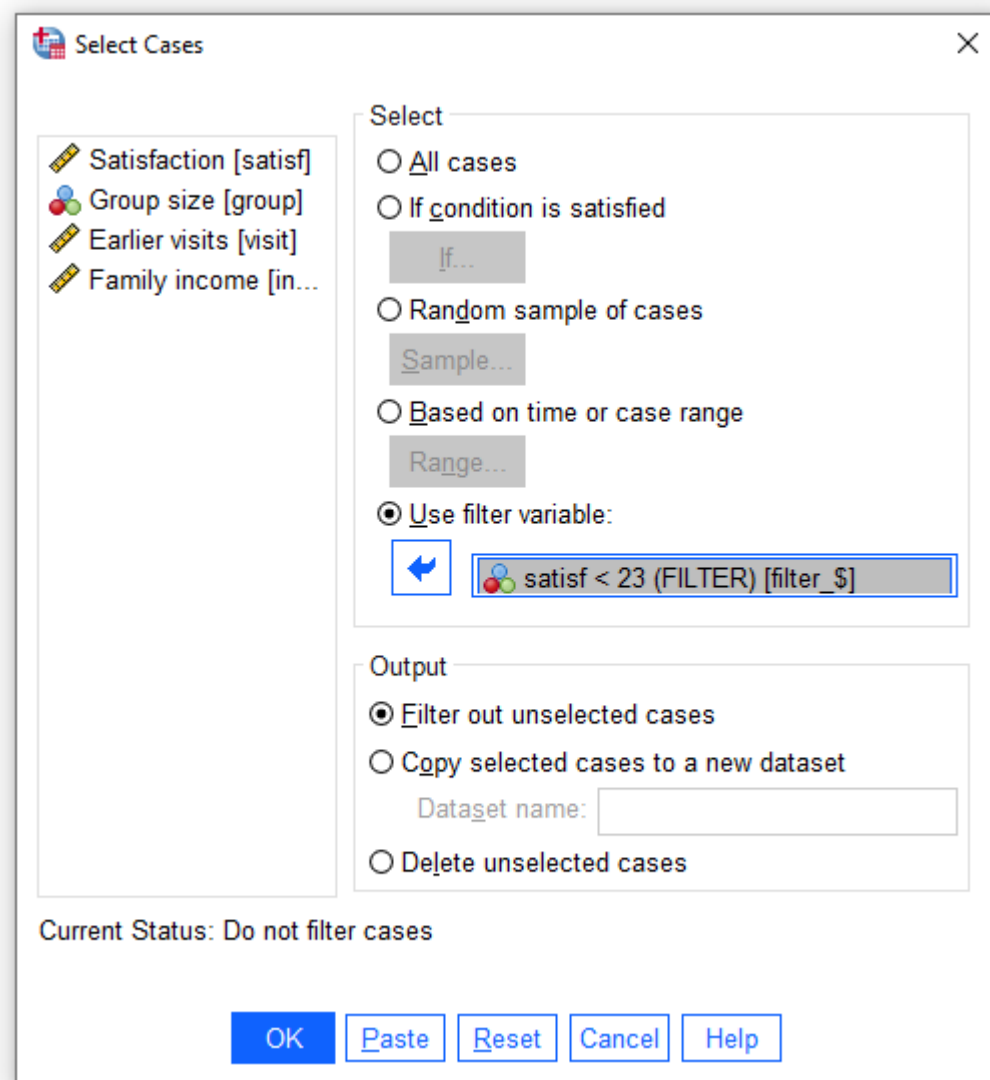 Select Cases
Satisfaction [satisf]
Group size [group]
Earlier visits [visit]
Family income [in...
Select
All cases
If condition is satisfied
If...
Random sample of cases
Sample...
Based on time or case range
Range...
Use filter variable:
satisf < 23 (FILTER) [filter_$]
Output
Filter out unselected cases
Copy selected cases to a new dataset
Dataset name:
Delete unselected cases
Current Status: Do not filter cases
OK Paste Reset Cancel Help